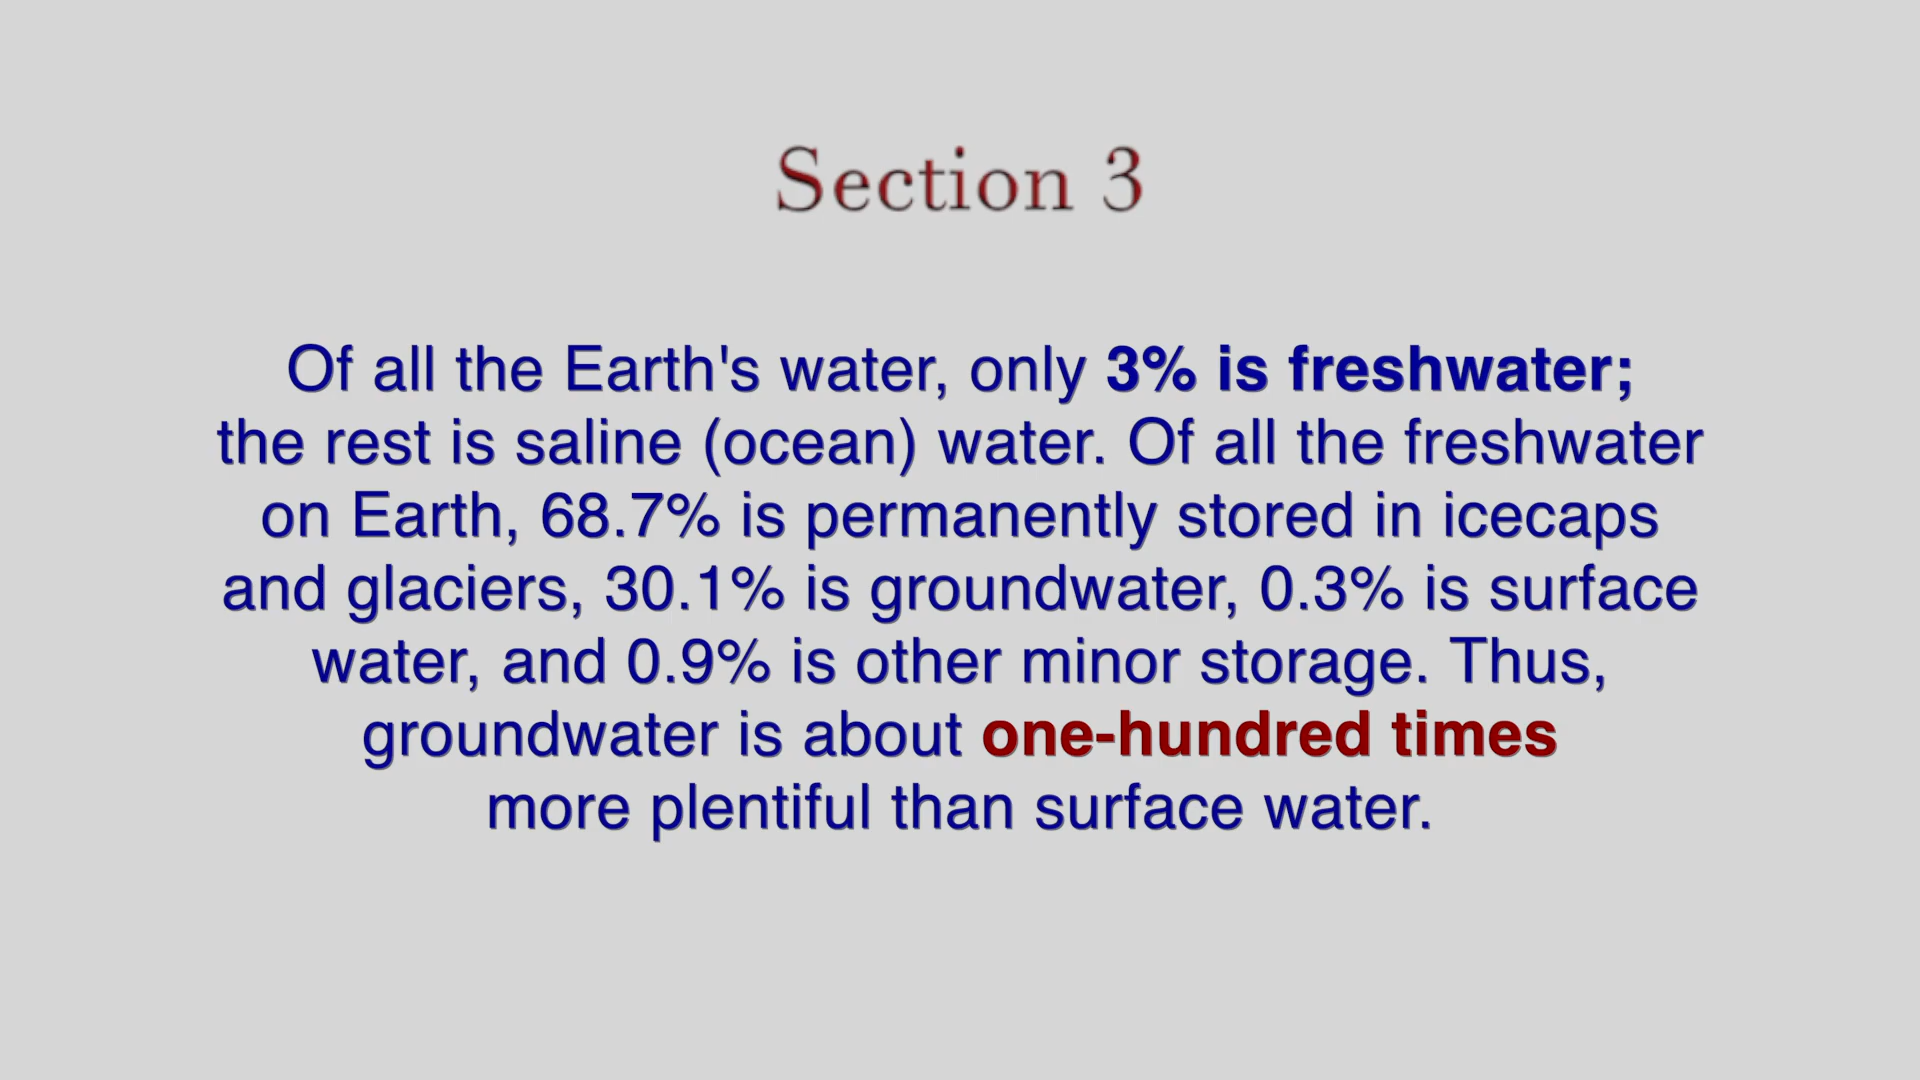 Section 3
Of all the Earth's water, only 3% is freshwater;
the rest is saline (ocean) water. Of all the freshwater
on Earth, 68.7% is permanently stored in icecaps
and glaciers, 30.1% is groundwater, 0.3% is surface
water, and 0.9% is other minor storage. Thus,
groundwater is about one-hundred times
more plentiful than surface water.